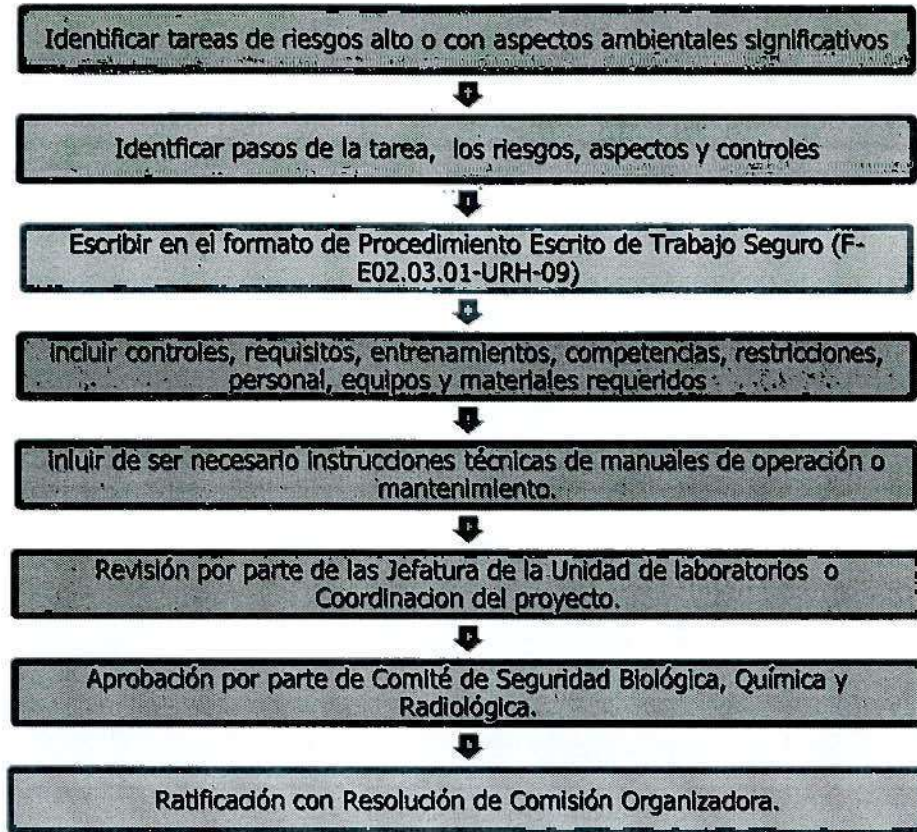 Identificar tareas de riesgos alto o con aspectos ambientales significativos
Identficar pasos de la tarea, los riesgos, aspectos y controles
Escribir en el formato de Procedimiento Escrito de Trabajo Seguro (F-
E02.03.01-URH-09)
incluir controles, requisitos, entrenamientos, competencias, restricciones,
personal, equipos y materiales requeridos
inluir de ser necesario instrucciones técnicas de manuales de operación o
mantenimiento.
Revisión por parte de las Jefatura de la Unidad de laboratorios o
Coordinacion del proyecto.
Aprobación por parte de Comité de Seguridad Biológica, Química y
Radiológica.
Ratificación con Resolución de Comisión Organizadora.